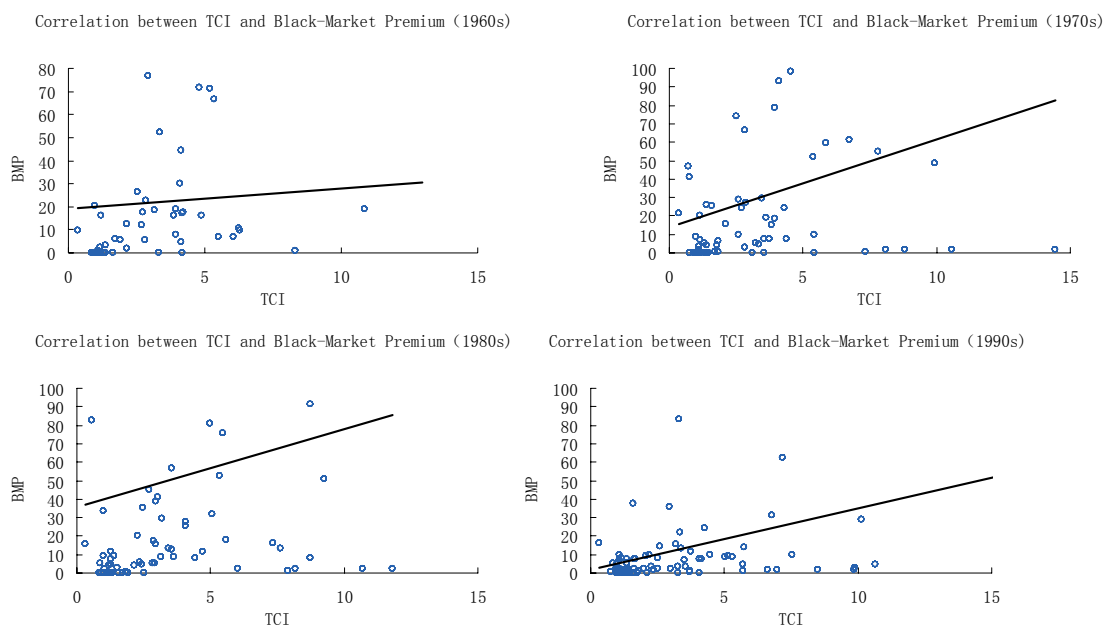 Correlation between TCI and Black-Market Premium (1960s)
80
70
60
50
40
30
20
10
0
BMP
0 5 10 15
TCI
Correlation between TCI and Black-Market Premium (1970s)
100
90
80
70
60
50
40
30
20
10
0
BMP
0 5 10 15
TCI
Correlation between TCI and Black-Market Premium (1980s)
100
90
80
70
60
50
40
30
20
10
0
BMP
0 5 10 15
TCI
Correlation between TCI and Black-Market Premium (1990s)
100
90
80
70
60
50
40
30
20
10
0
BMP
0 5 10 15
TCI